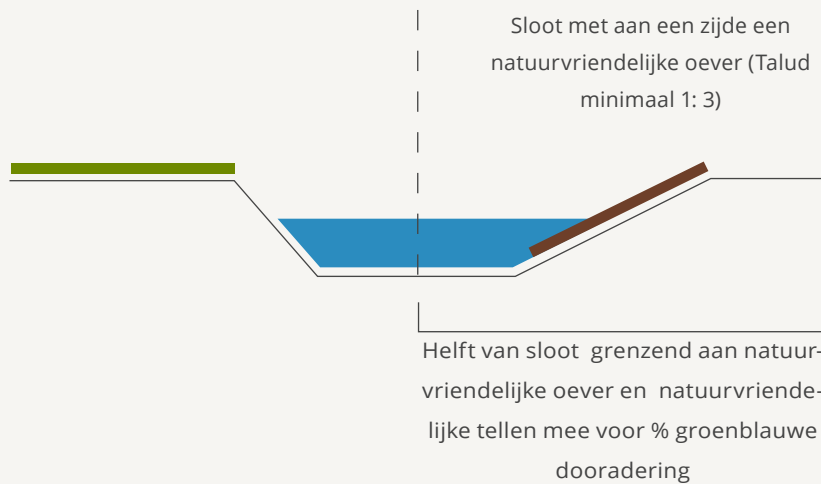 Sloot met aan een zijde een
natuurvriendelijke oever (Talud
minimaal 1: 3)
Helft van sloot grenzend aan natuur-
vriendelijke oever en natuurvriende-
lijke tellen mee voor % groenblauwe
dooradering